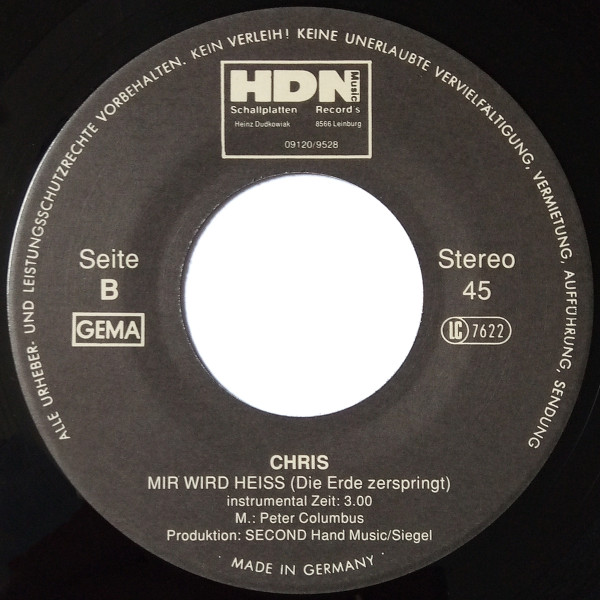 ALLE URHEBER- UND LEISTUNGSSCHUTZRECHTE VORBEHALTEN. KEIN VERLEIH! KEINE UNERLAUBTE VERVIELFÄLTIGUNG, VERMIETUNG, AUFFÜHRUNG, SENDUNG
HDN Music
Schallplatten Record's
Heinz Dudkowiak 8566 Leinburg
09120/9528
Seite
B
GEMA
Stereo
45
LC 7622
CHRIS
MIR WIRD HEISS (Die Erde zerspringt)
instrumental Zeit: 3.00
M.: Peter Columbus
Produktion: SECOND Hand Music/Siegel
· MADE IN GERMANY ·